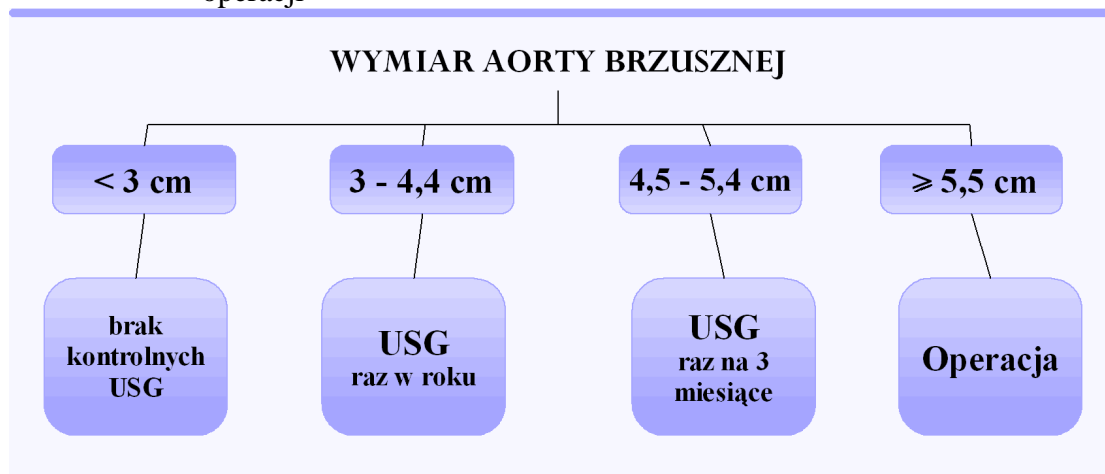 operacji
WYMIAR AORTY BRZUSZNEJ
< 3 cm
3 - 4,4 cm
4,5 - 5,4 cm
⩾ 5,5 cm
brak
kontrolnych
USG
USG
raz w roku
USG
raz na 3
miesiące
Operacja